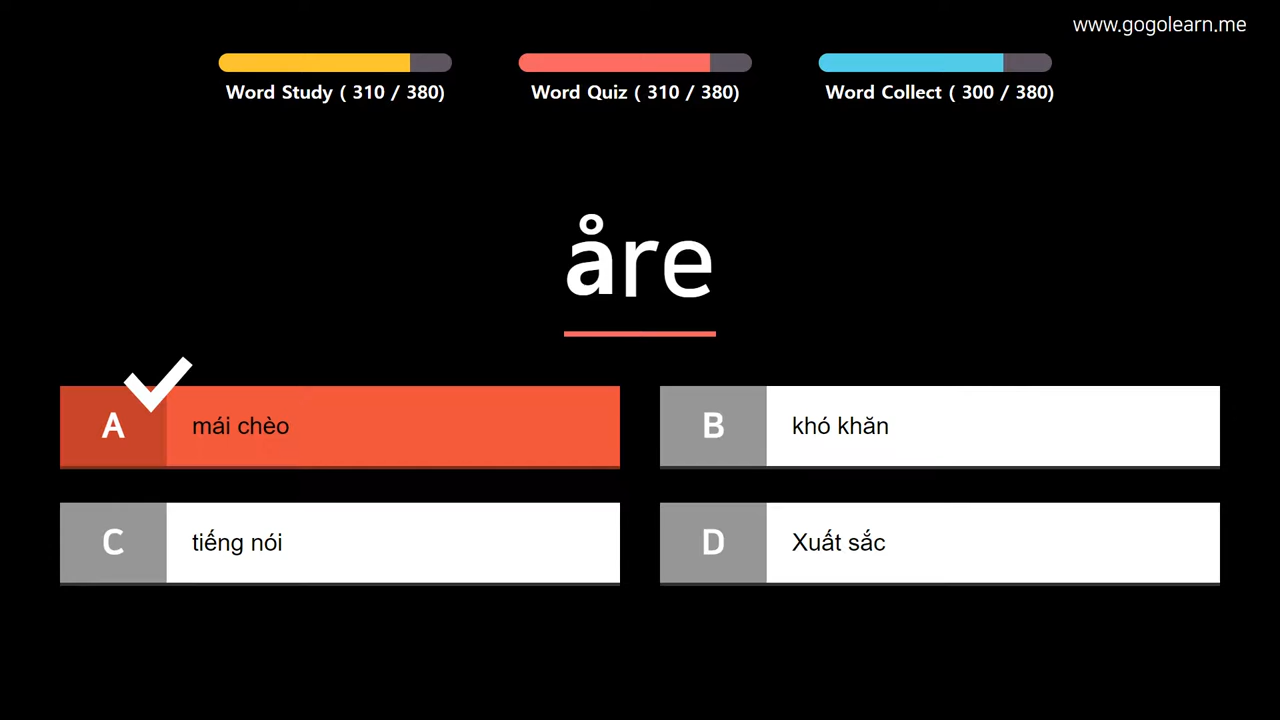 www.gogolearn.me
Word Study ( 310 / 380)
Word Quiz ( 310 / 380)
Word Collect ( 300 / 380)
åre
A mái chèo
B khó khăn
C tiếng nói
D Xuất sắc